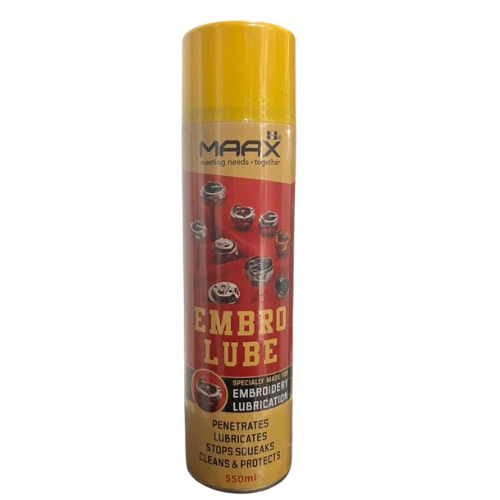 MAAX
meeting needs • together
EMBRO
LUBE
SPECIALLY MADE FOR
EMBROIDERY
LUBRICATION
PENETRATES
LUBRICATES
STOPS SQUEAKS
CLEANS & PROTECTS
550ml